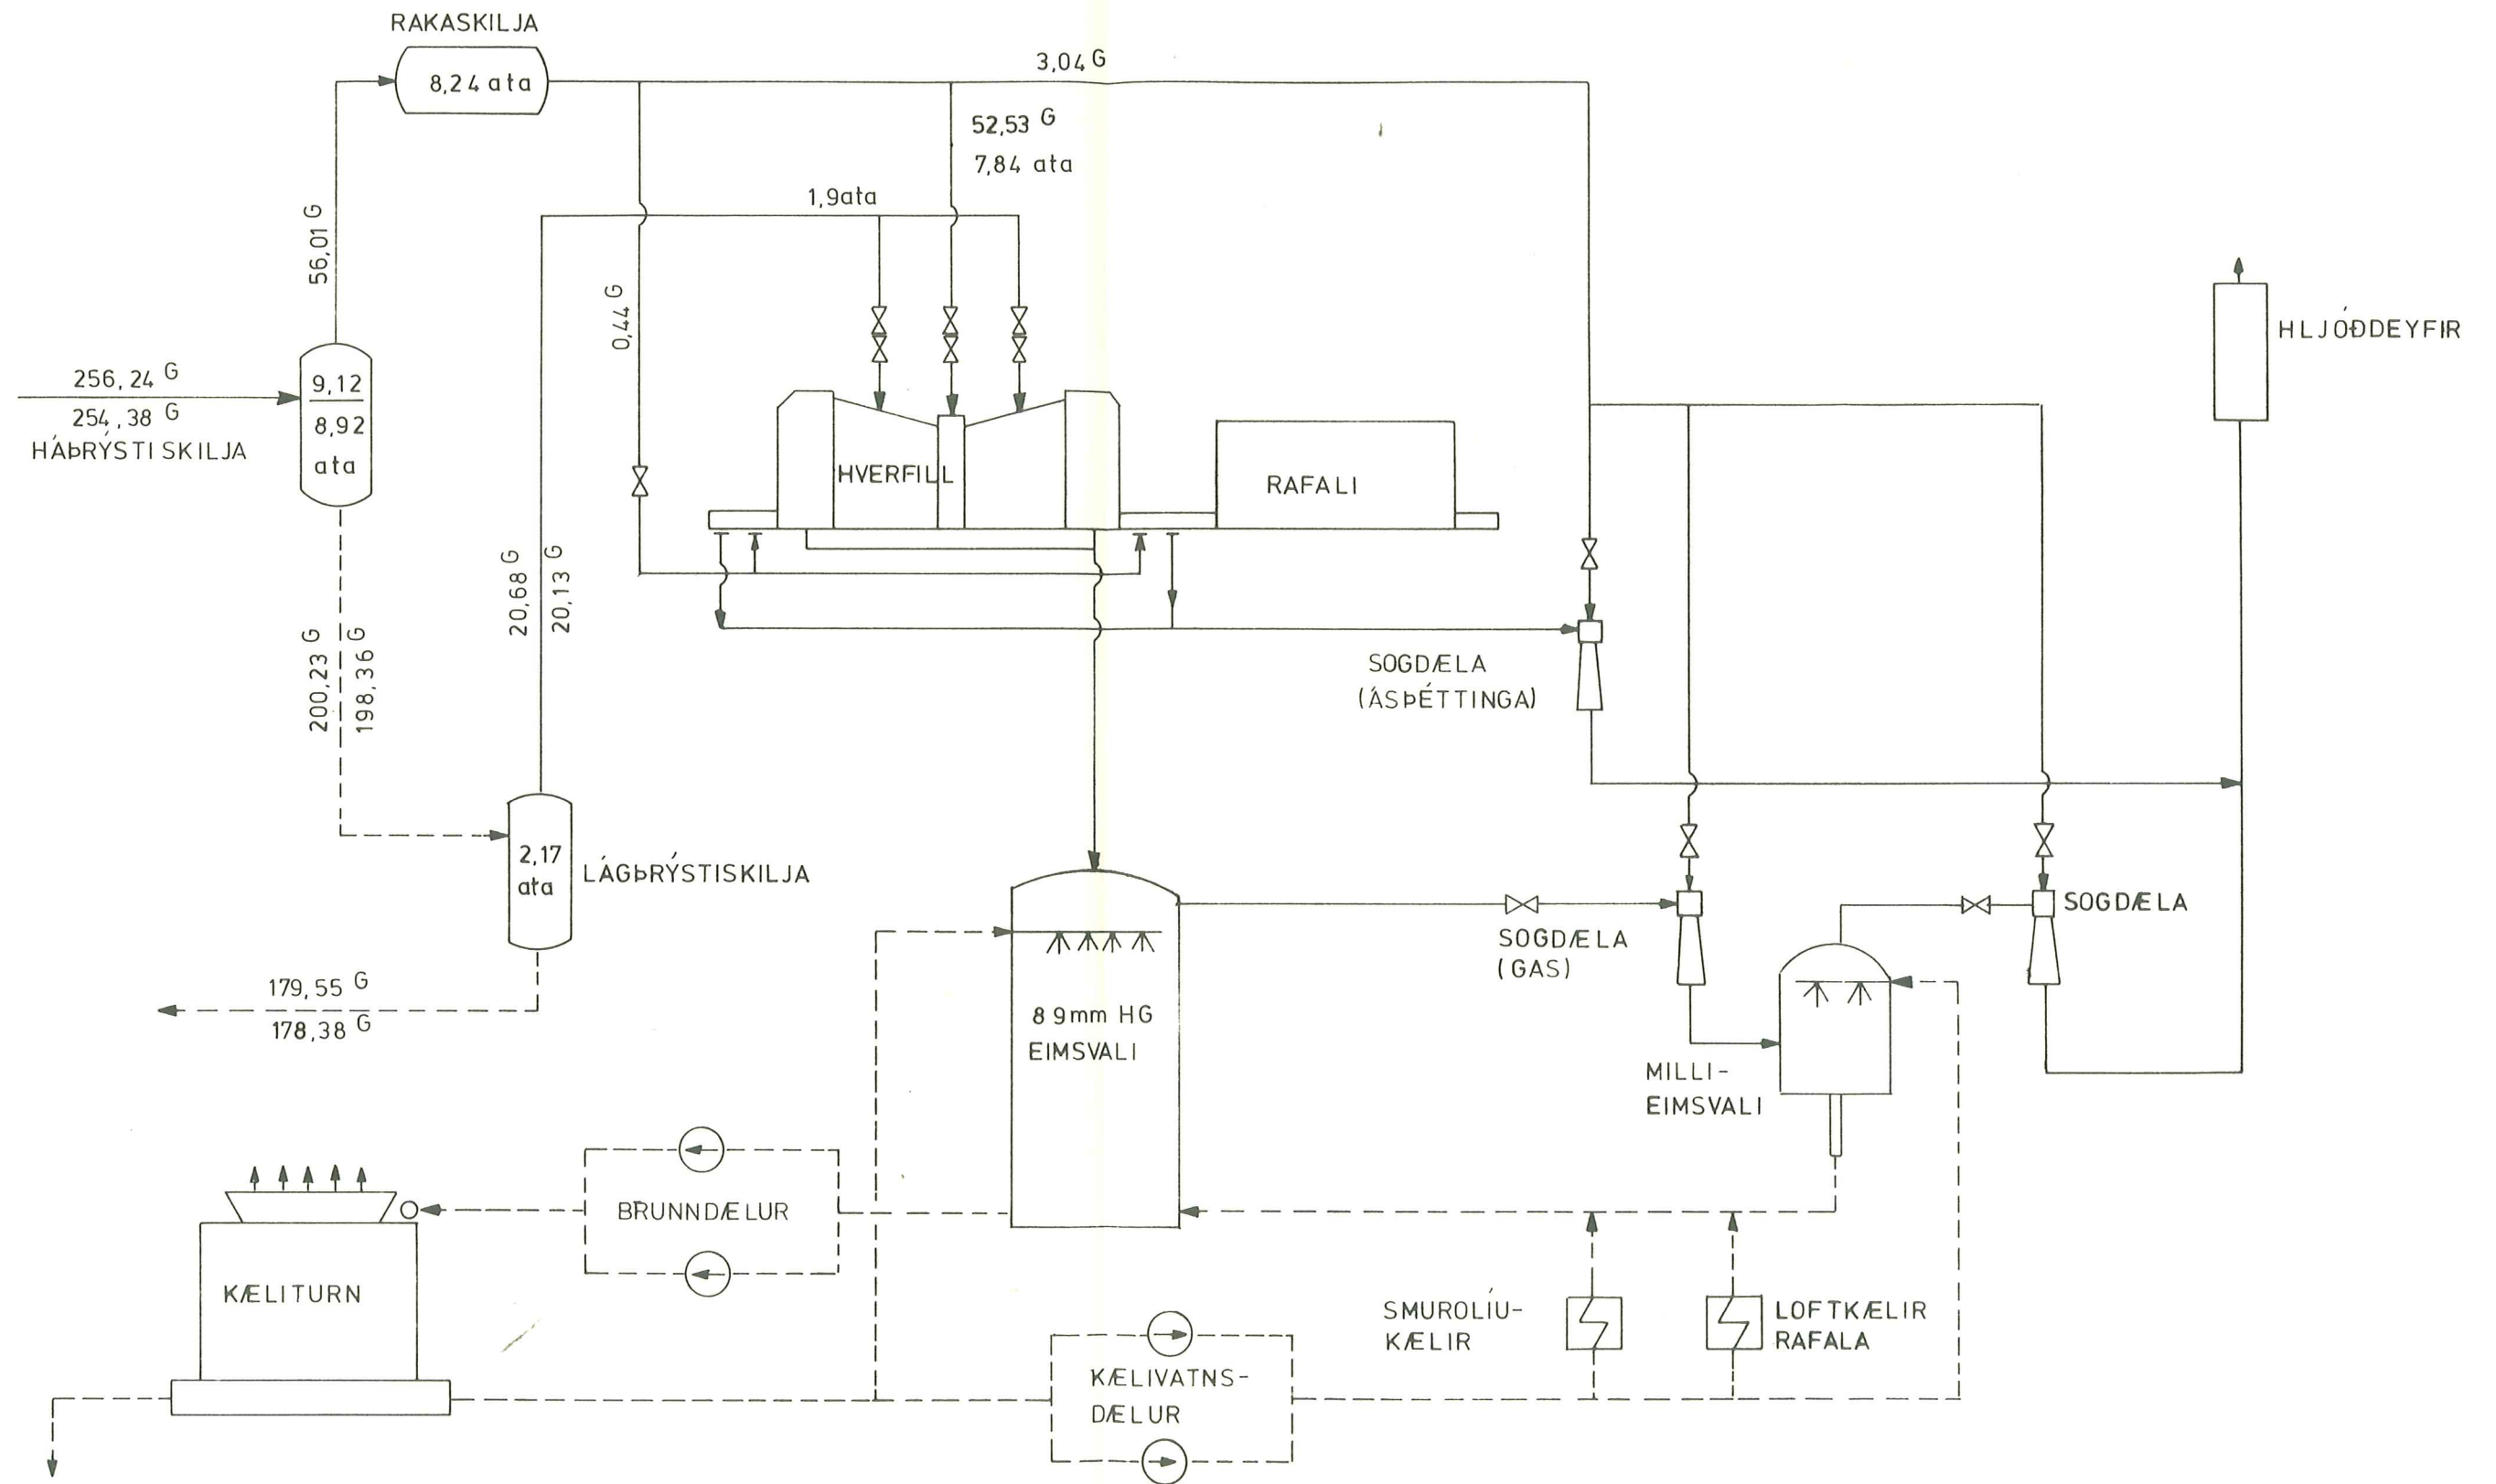 RAKASKILJA
8,24 ata
3,04 G
52,53 G
7,84 ata
1,9ata
56,01 G
0,44 G
256,24 G
254,38 G
HÁÞRÝSTISKILJA
9,12
8,92
ata
HVERFILL
RAFALI
HLJÓÐDEYFIR
20,68 G
20,13 G
200,23 G
198,36 G
SOGDÆLA
(ÁSÞÉTTINGA)
2,17
ata
LÁGÞRÝSTISKILJA
179,55 G
178,38 G
SOGDÆLA
(GAS)
SOGDÆLA
89mm HG
EIMSVALI
MILLI-
EIMSVALI
BRUNNDÆLUR
KÆLITURN
KÆLIVATNS-
DÆLUR
SMUROLÍU-
KÆLIR
LOFTKÆLIR
RAFALA